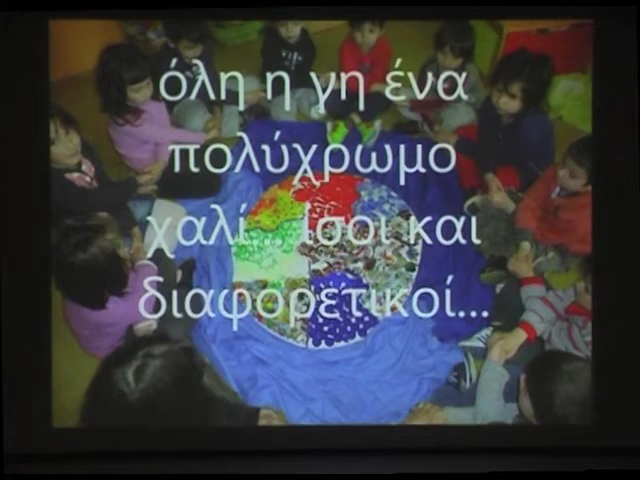 όλη η γη ένα
πολύχρωμο
χαλί... ίσοι και
διαφορετικοί...